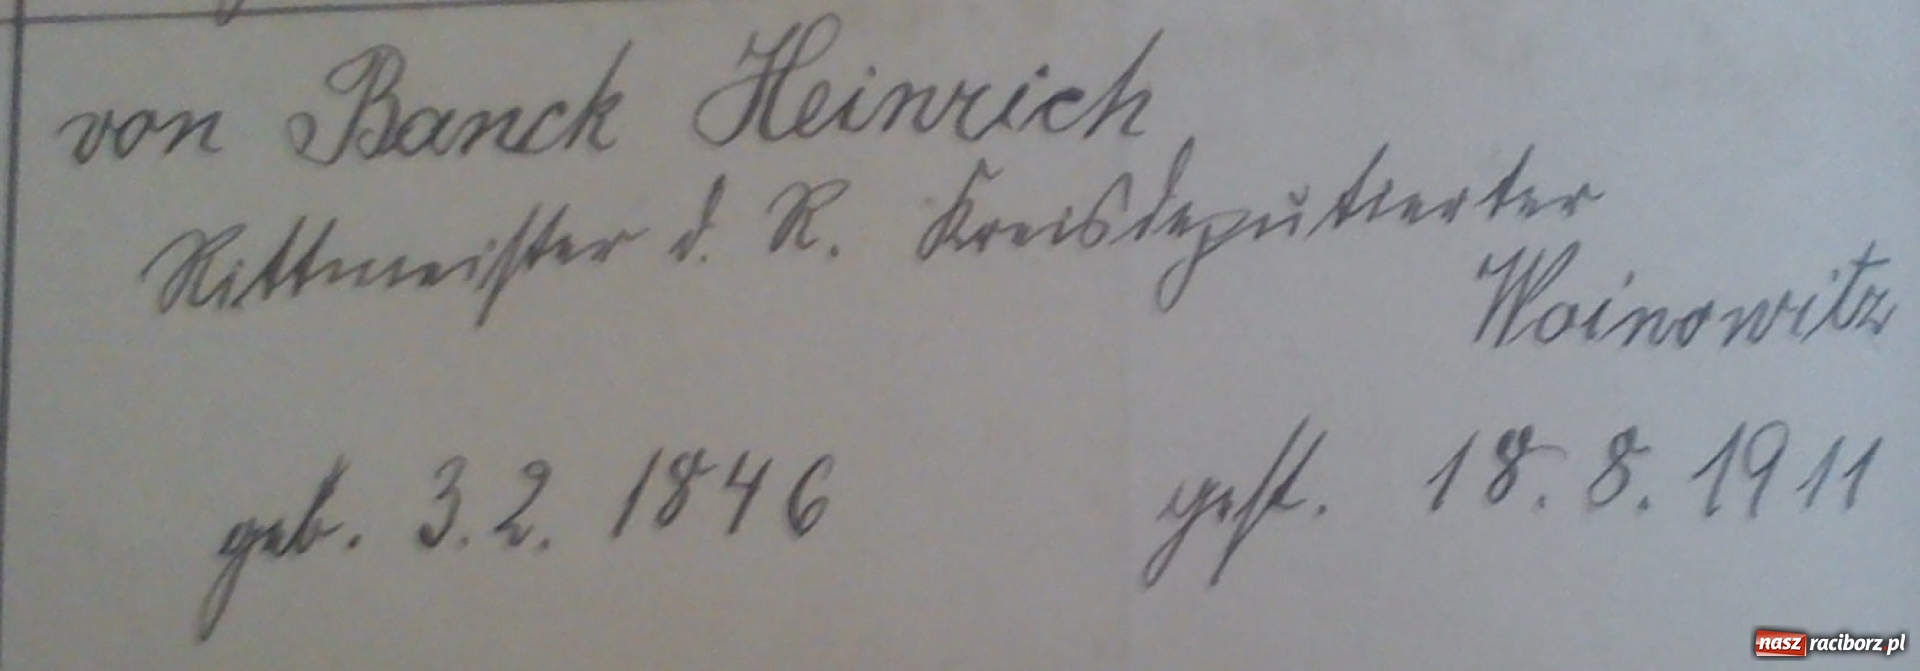 von Banck Heinrich
Rittmeister d. R. Kreisdeputierter
Woinowitz
geb. 3.2. 1846 gest. 18.8.1911
nasz raciborz.pl